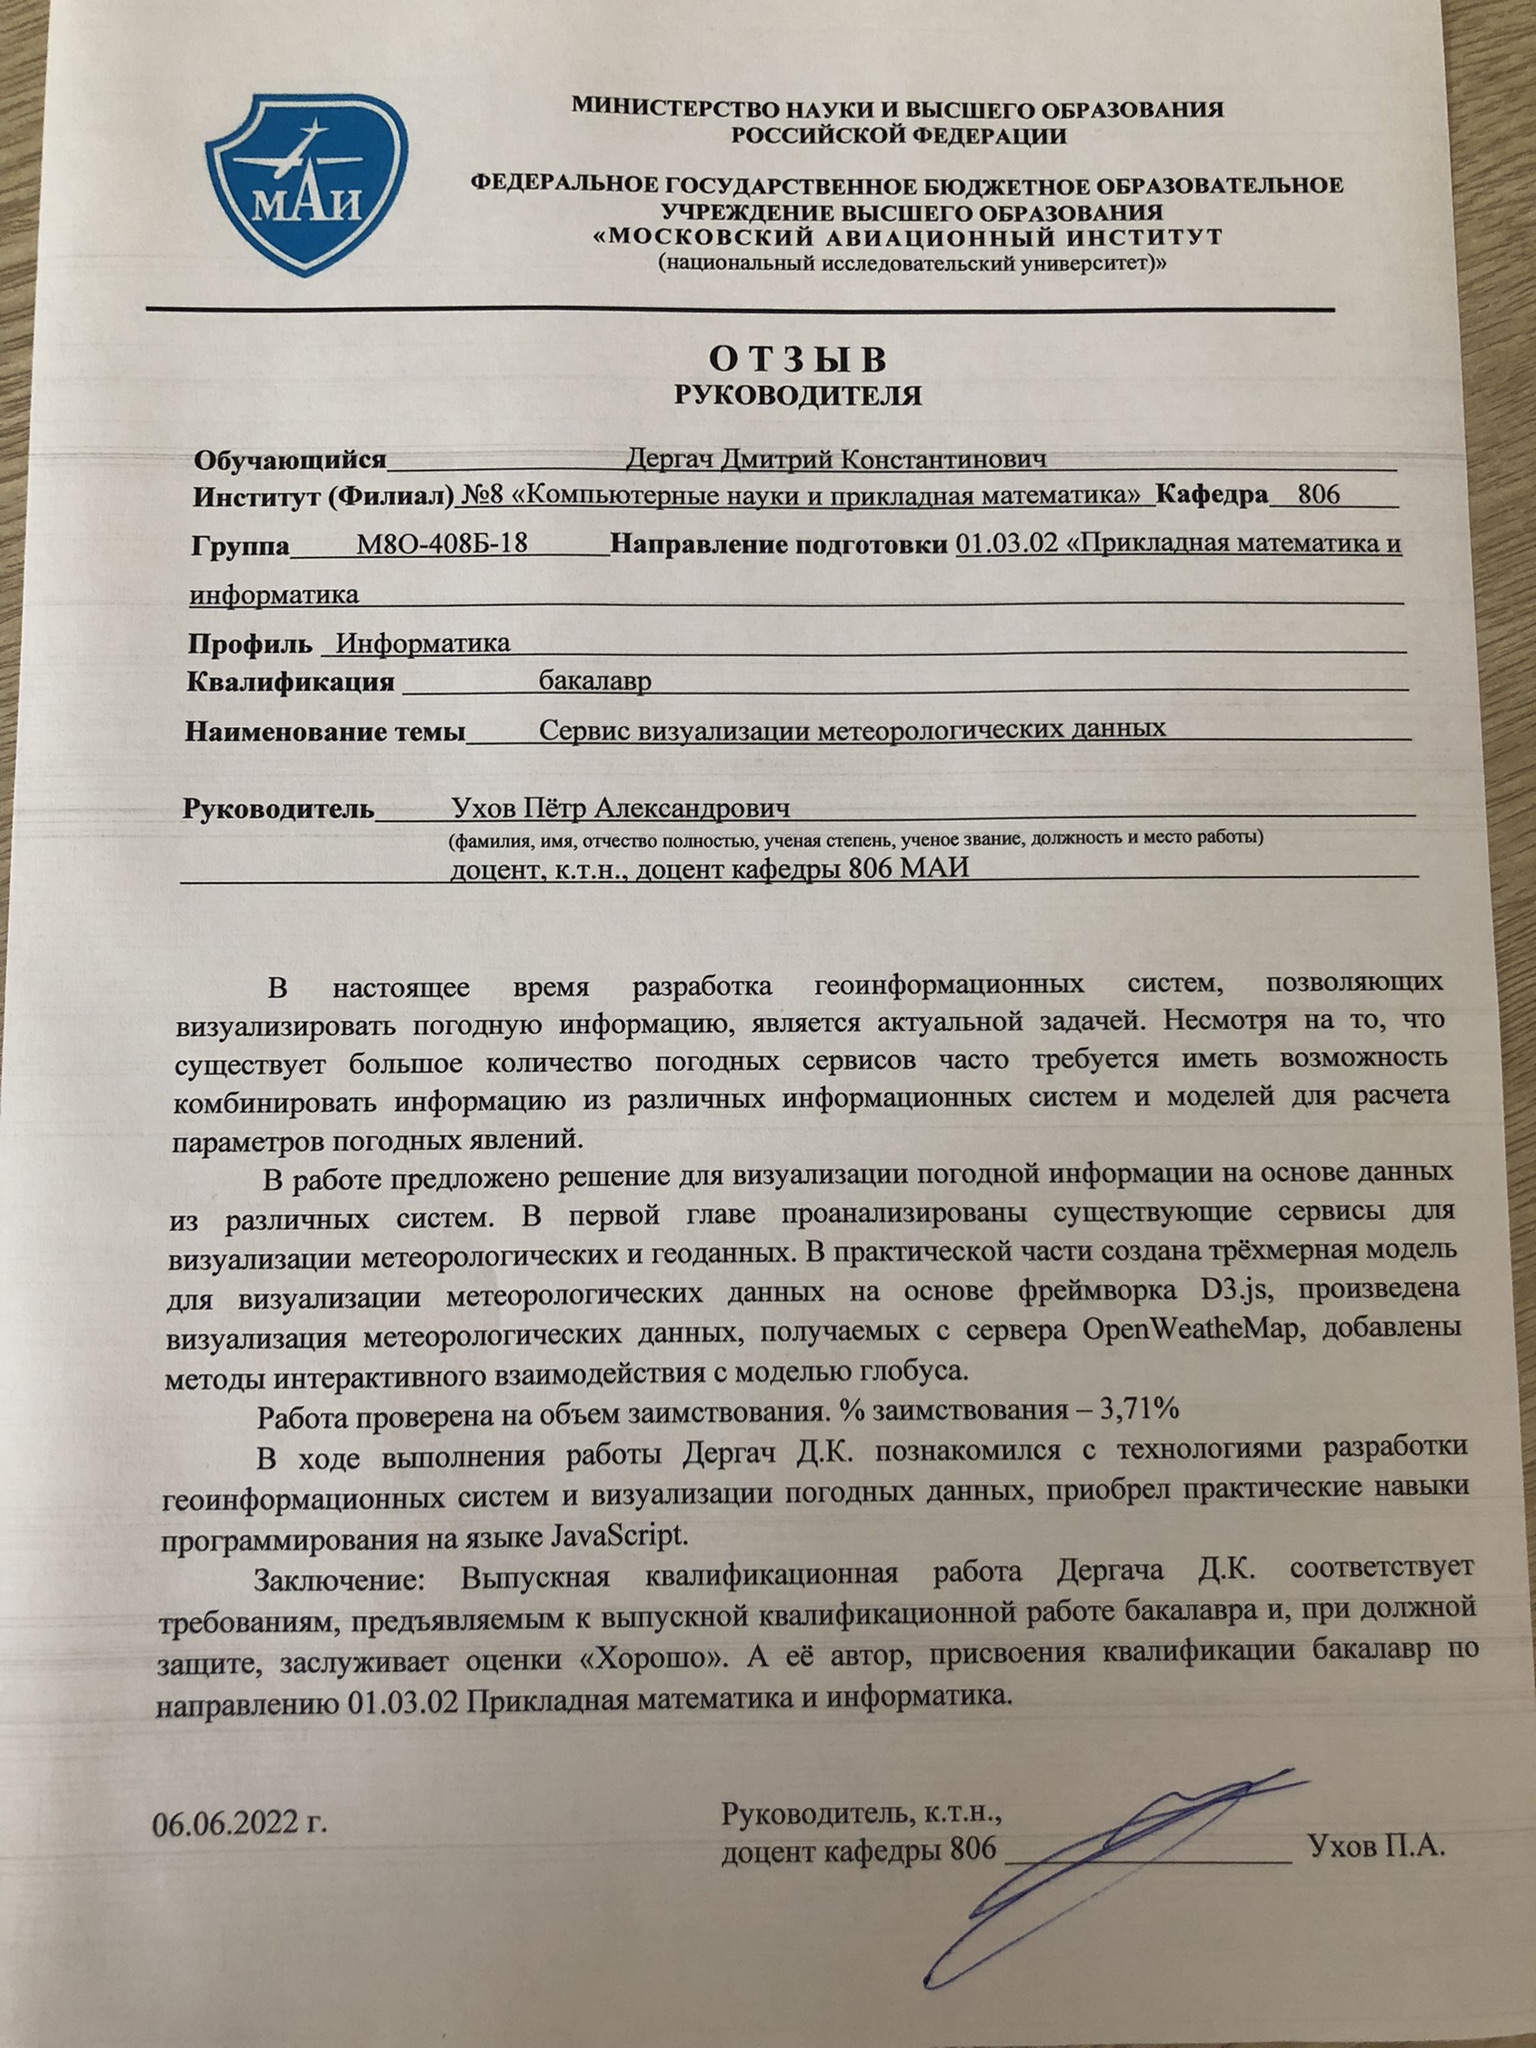 МАИ
МИНИСТЕРСТВО НАУКИ И ВЫСШЕГО ОБРАЗОВАНИЯ
РОССИЙСКОЙ ФЕДЕРАЦИИ
ФЕДЕРАЛЬНОЕ ГОСУДАРСТВЕННОЕ БЮДЖЕТНОЕ ОБРАЗОВАТЕЛЬНОЕ
УЧРЕЖДЕНИЕ ВЫСШЕГО ОБРАЗОВАНИЯ
«МОСКОВСКИЙ АВИАЦИОННЫЙ ИНСТИТУТ
(национальный исследовательский университет)»
О Т З Ы В
РУКОВОДИТЕЛЯ
Обучающийся Дергач Дмитрий Константинович
Институт (Филиал) №8 «Компьютерные науки и прикладная математика» Кафедра 806
Группа М8О-408Б-18 Направление подготовки 01.03.02 «Прикладная математика и
информатика
Профиль Информатика
Квалификация бакалавр
Наименование темы Сервис визуализации метеорологических данных
Руководитель Ухов Пётр Александрович
(фамилия, имя, отчество полностью, ученая степень, ученое звание, должность и место работы)
доцент, к.т.н., доцент кафедры 806 МАИ
В настоящее время разработка геоинформационных систем, позволяющих
визуализировать погодную информацию, является актуальной задачей. Несмотря на то, что
существует большое количество погодных сервисов часто требуется иметь возможность
комбинировать информацию из различных информационных систем и моделей для расчета
параметров погодных явлений.
В работе предложено решение для визуализации погодной информации на основе данных
из различных систем. В первой главе проанализированы существующие сервисы для
визуализации метеорологических и геоданных. В практической части создана трёхмерная модель
для визуализации метеорологических данных на основе фреймворка D3.js, произведена
визуализация метеорологических данных, получаемых с сервера OpenWeatheMap, добавлены
методы интерактивного взаимодействия с моделью глобуса.
Работа проверена на объем заимствования. % заимствования – 3,71%
В ходе выполнения работы Дергач Д.К. познакомился с технологиями разработки
геоинформационных систем и визуализации погодных данных, приобрел практические навыки
программирования на языке JavaScript.
Заключение: Выпускная квалификационная работа Дергача Д.К. соответствует
требованиям, предъявляемым к выпускной квалификационной работе бакалавра и, при должной
защите, заслуживает оценки «Хорошо». А её автор, присвоения квалификации бакалавр по
направлению 01.03.02 Прикладная математика и информатика.
06.06.2022 г.
Руководитель, к.т.н.,
доцент кафедры 806 Ухов П.А.